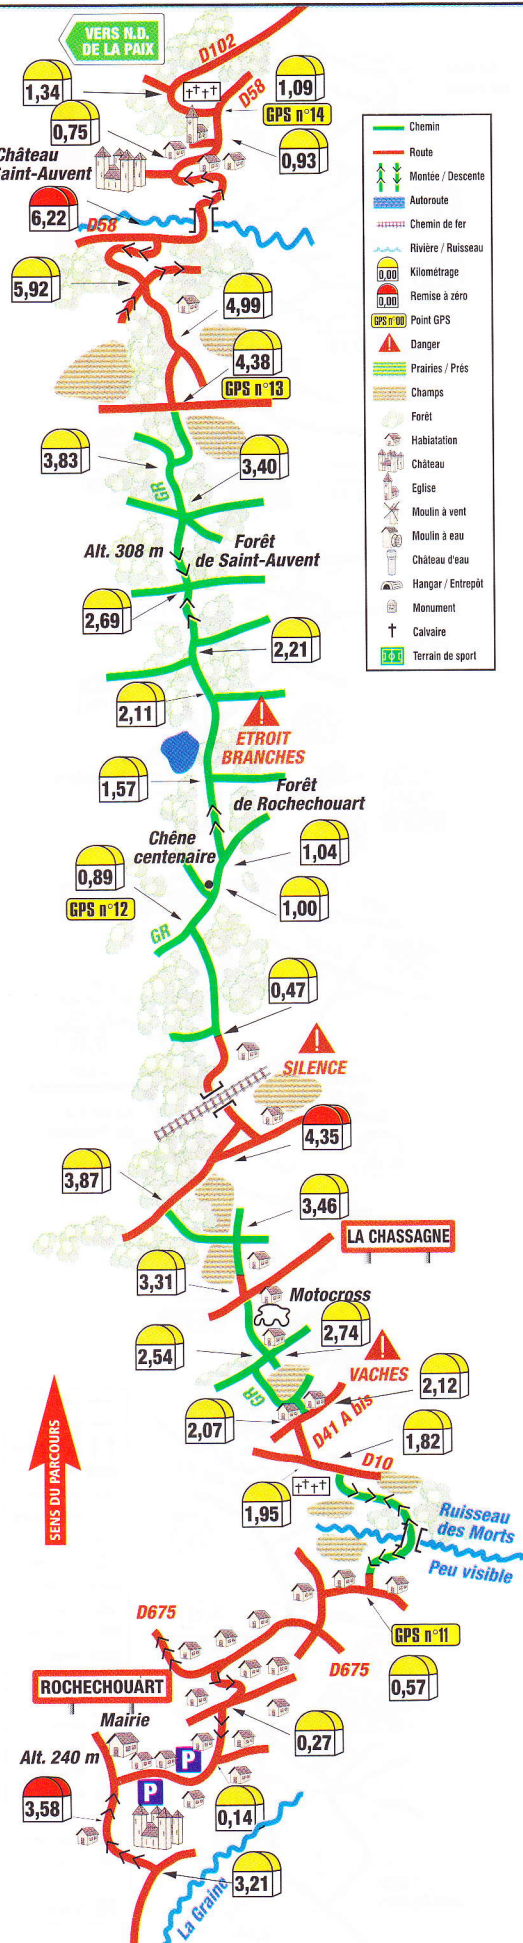 VERS N.D.
DE LA PAIX
D102
1,34
1,09
D58
GPS n°14
0,75
0,93
Château
Saint-Auvent
6,22
D58
5,92
4,99
4,38
GPS n°13
3,83
3,40
GR
Alt. 308 m
Forêt
de Saint-Auvent
2,69
2,21
2,11
ETROIT
BRANCHES
1,57
Forêt
de Rochechouart
Chêne
centenaire
1,04
0,89
GPS n°12
1,00
GR
0,47
SILENCE
4,35
3,87
3,46
LA CHASSAGNE
3,31
Motocross
2,74
2,54
VACHES
GR
2,12
2,07
D41 A bis
1,82
D10
1,95
Ruisseau
des Morts
Peu visible
SENS DU PARCOURS
D675
GPS n°11
D675
0,57
ROCHECHOUART
Mairie
0,27
Alt. 240 m
P
P
3,58
0,14
3,21
La Graine
Chemin
Route
Montée / Descente
Autoroute
Chemin de fer
Rivière / Ruisseau
0,00 Kilométrage
0,00 Remise à zéro
GPS n°00 Point GPS
Danger
Prairies / Prés
Champs
Forêt
Habiatation
Château
Eglise
Moulin à vent
Moulin à eau
Château d'eau
Hangar / Entrepôt
Monument
Calvaire
Terrain de sport